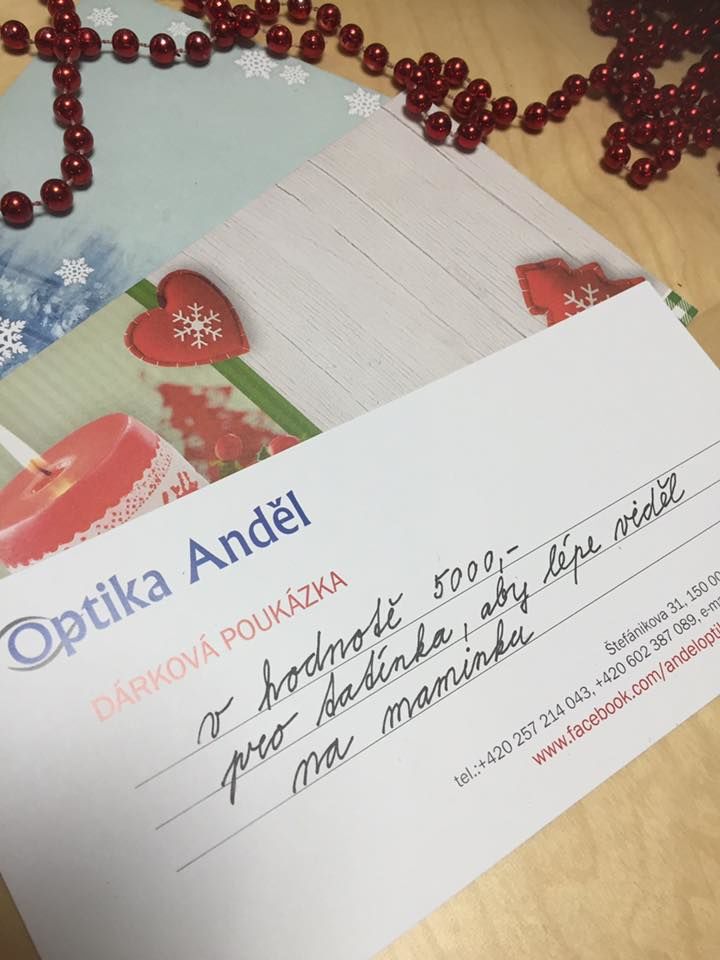 Optika Anděl
DÁRKOVÁ POUKÁZKA
v hodnotě 5000,-
pro tatínka, aby lépe viděl
na maminku
Štefánikova 31, 150 00
tel.:+420 257 214 043, +420 602 387 089, e-ma
www.facebook.com/andeloptik